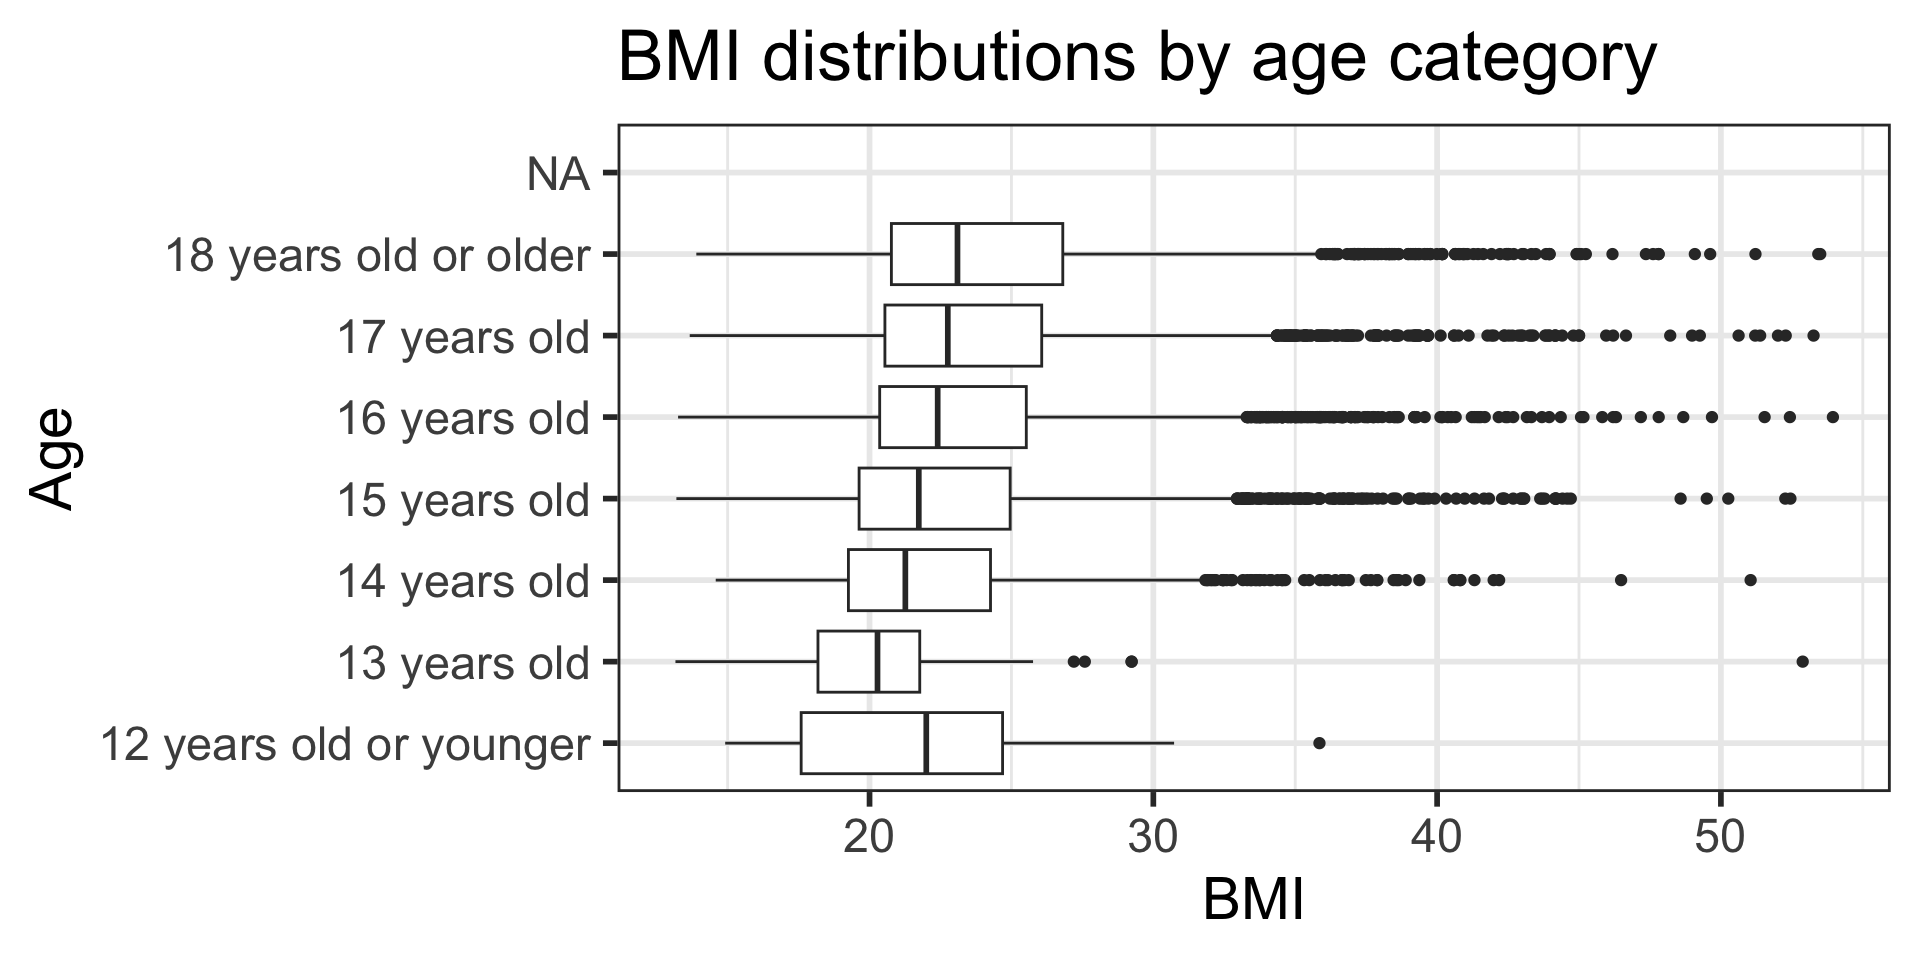 BMI distributions by age category
NA
18 years old or older
17 years old
16 years old
15 years old
14 years old
13 years old
12 years old or younger
Age
20 30 40 50
BMI